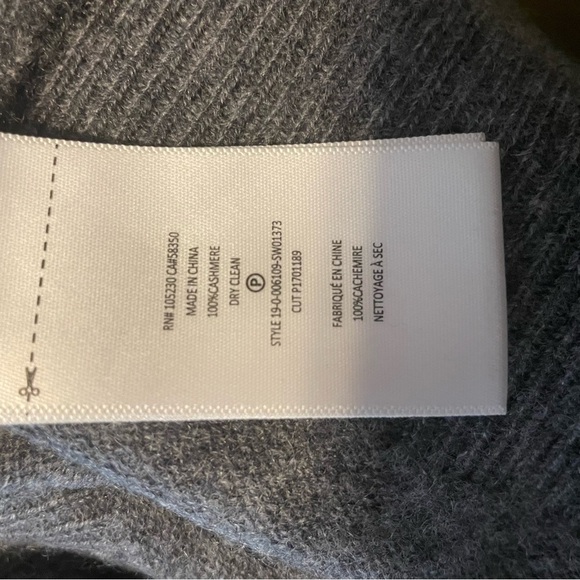 RN# 105230 CA#58350
MADE IN CHINA
100%CASHMERE
DRY CLEAN
P
STYLE 19-0-006109-SW01373
CUT P1701189
FABRIQUÉ EN CHINE
100%CACHEMIRE
NETTOYAGE À SEC